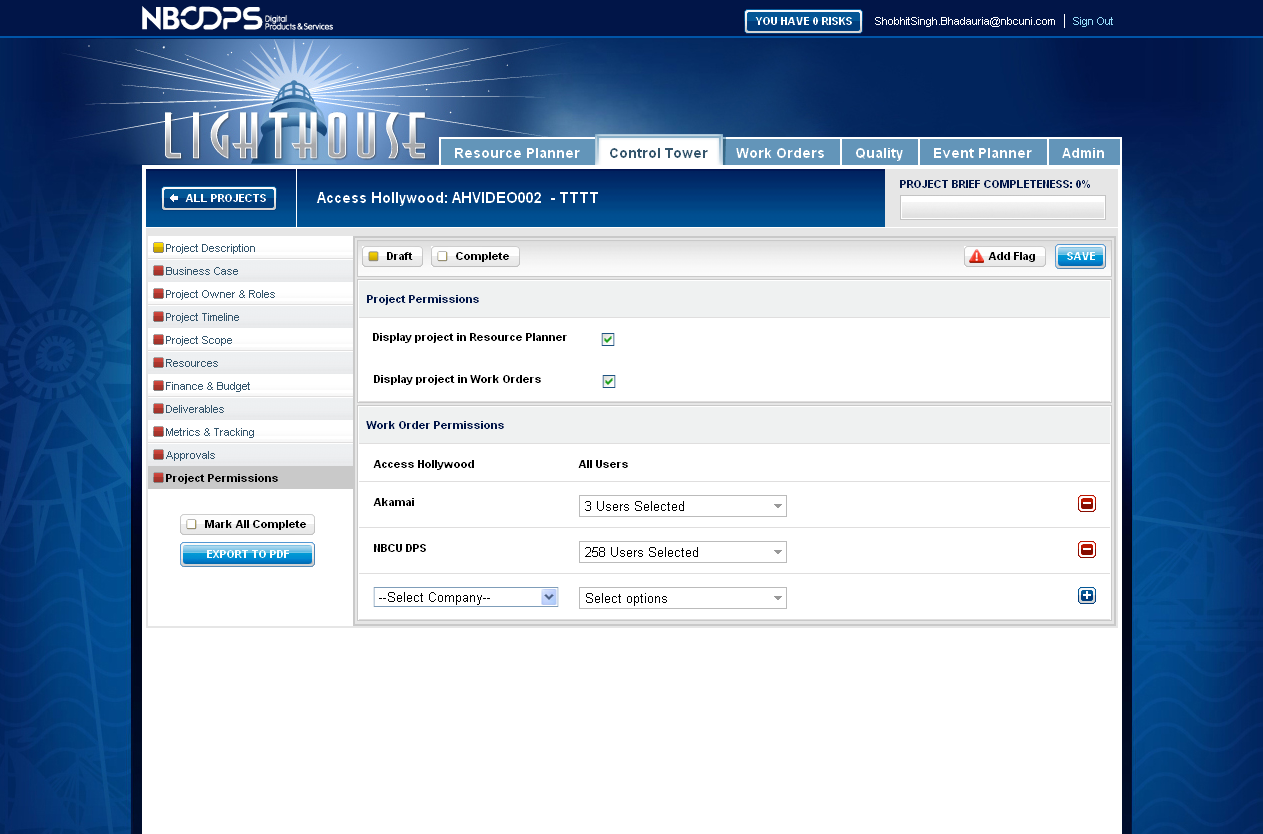 NBCUDPS Digital Products & Services
YOU HAVE 0 RISKS ShobhitSingh.Bhadauria@nbcuni.com Sign Out
LIGHTHOUSE
Resource Planner Control Tower Work Orders Quality Event Planner Admin
ALL PROJECTS Access Hollywood: AHVIDEO002 - TTTT
PROJECT BRIEF COMPLETENESS: 0%
Project Description
Business Case
Project Owner & Roles
Project Timeline
Project Scope
Resources
Finance & Budget
Deliverables
Metrics & Tracking
Approvals
Project Permissions
Mark All Complete
EXPORT TO PDF
Draft Complete Add Flag SAVE
Project Permissions
Display project in Resource Planner
Display project in Work Orders
Work Order Permissions
Access Hollywood All Users
Akamai 3 Users Selected
NBCU DPS 258 Users Selected
--Select Company-- Select options